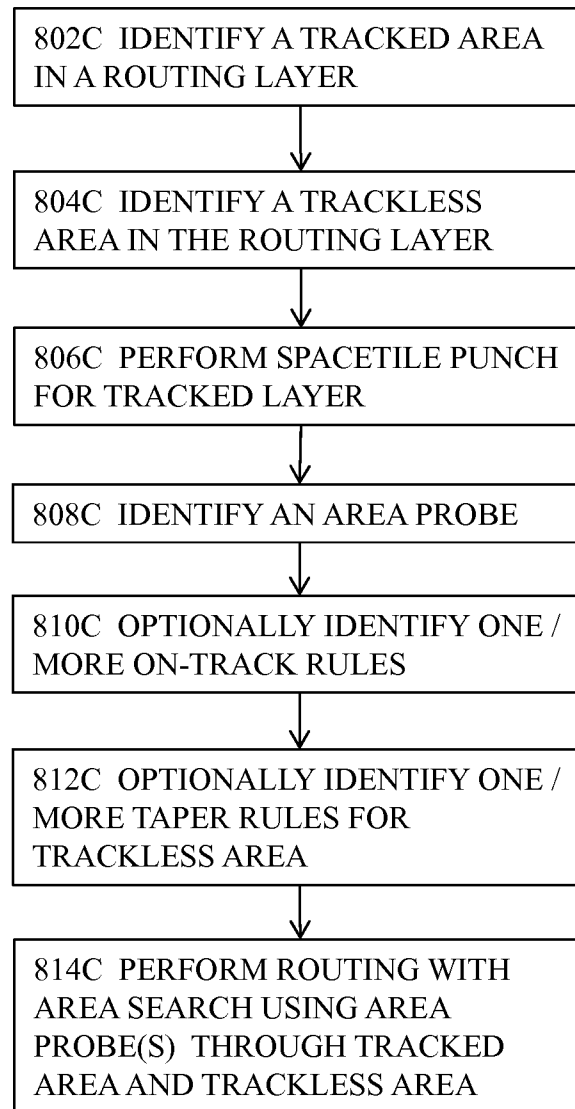 802C IDENTIFY A TRACKED AREA
IN A ROUTING LAYER
804C IDENTIFY A TRACKLESS
AREA IN THE ROUTING LAYER
806C PERFORM SPACETILE PUNCH
FOR TRACKED LAYER
808C IDENTIFY AN AREA PROBE
810C OPTIONALLY IDENTIFY ONE /
MORE ON-TRACK RULES
812C OPTIONALLY IDENTIFY ONE /
MORE TAPER RULES FOR
TRACKLESS AREA
814C PERFORM ROUTING WITH
AREA SEARCH USING AREA
PROBE(S) THROUGH TRACKED
AREA AND TRACKLESS AREA